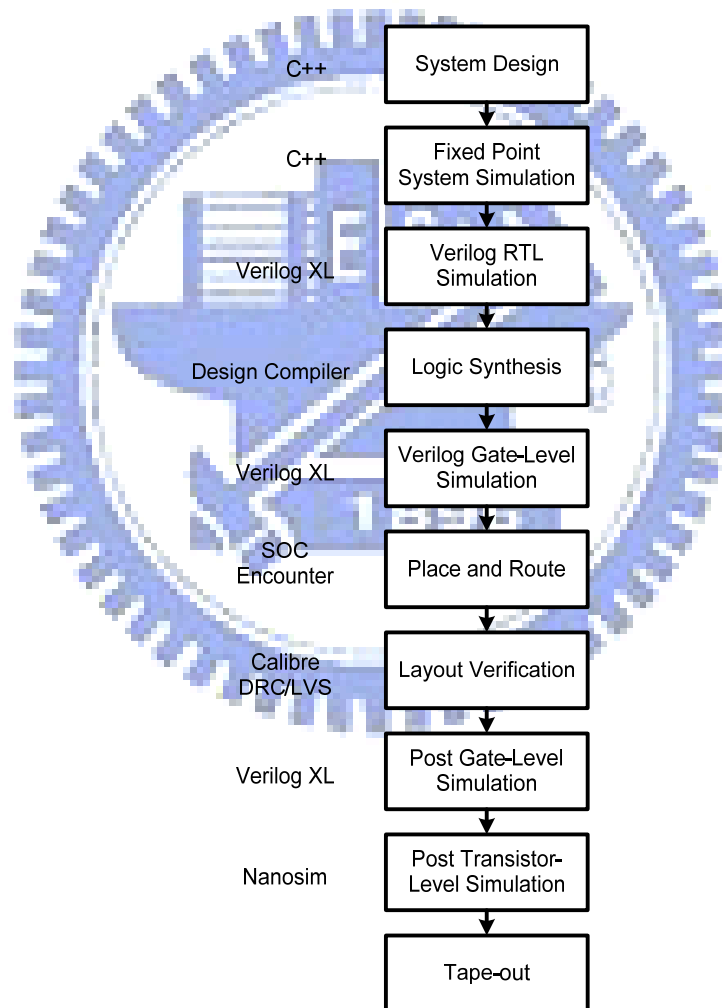 C++
System Design
C++
Fixed Point
System Simulation
Verilog XL
Verilog RTL
Simulation
Design Compiler
Logic Synthesis
Verilog XL
Verilog Gate-Level
Simulation
SOC
Encounter
Place and Route
Calibre
DRC/LVS
Layout Verification
Verilog XL
Post Gate-Level
Simulation
Nanosim
Post Transistor-
Level Simulation
Tape-out